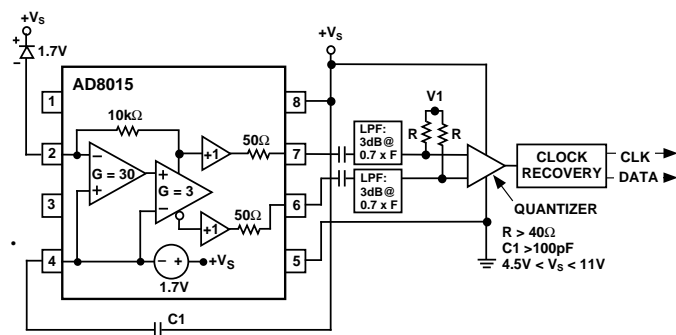 +VS
+
–
1.7V
AD8015
1
2
3
4
8
7
6
5
10kΩ
–
+
G = 30
+
–
G = 3
+1
50Ω
+1
50Ω
– +
+VS
1.7V
C1
+VS
LPF:
3dB@
0.7 x F
LPF:
3dB@
0.7 x F
V1
R
R
CLOCK
RECOVERY
CLK
DATA
QUANTIZER
R > 40Ω
C1 >100pF
4.5V < VS < 11V